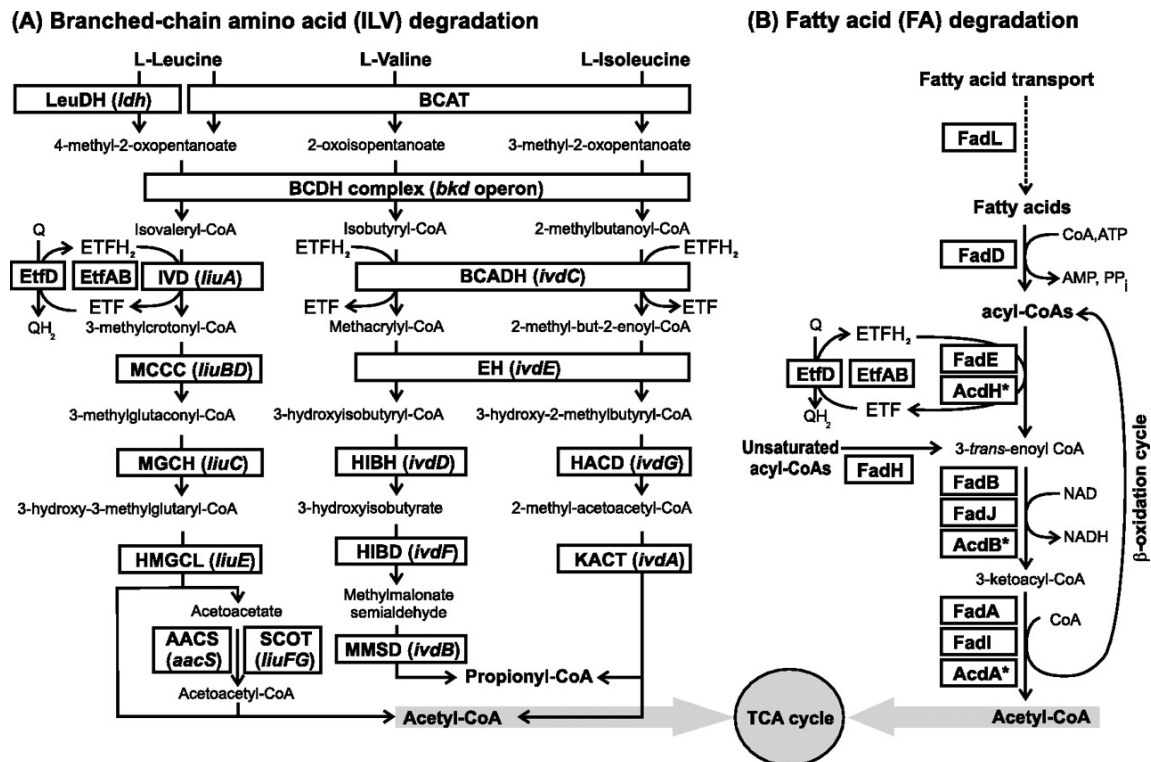 (A) Branched-chain amino acid (ILV) degradation
L-Leucine
L-Valine
L-Isoleucine
LeuDH (ldh)
BCAT
4-methyl-2-oxopentanoate
2-oxoisopentanoate
3-methyl-2-oxopentanoate
BCDH complex (bkd operon)
Isovaleryl-CoA
Isobutyryl-CoA
2-methylbutanoyl-CoA
Q
ETFH2
ETFH2
ETFH2
EtfD
EtfAB
IVD (liuA)
BCADH (ivdC)
ETF
ETF
ETF
QH2
3-methylcrotonyl-CoA
Methacrylyl-CoA
2-methyl-but-2-enoyl-CoA
MCCC (liuBD)
EH (ivdE)
3-methylglutaconyl-CoA
3-hydroxyisobutyryl-CoA
3-hydroxy-2-methylbutyryl-CoA
MGCH (liuC)
HIBH (ivdD)
HACD (ivdG)
3-hydroxy-3-methylglutaryl-CoA
3-hydroxyisobutyrate
2-methyl-acetoacetyl-CoA
HMGCL (liuE)
HIBD (ivdF)
KACT (ivdA)
Acetoacetate
Methylmalonate
semialdehyde
AACS
(aacS)
SCOT
(liuFG)
MMSD (ivdB)
Propionyl-CoA
Acetoacetyl-CoA
Acetyl-CoA
TCA cycle
(B) Fatty acid (FA) degradation
Fatty acid transport
FadL
Fatty acids
FadD
CoA,ATP
AMP, PPi
acyl-CoAs
Q
ETFH2
EtfD
EtfAB
FadE
AcdH*
QH2
ETF
Unsaturated
acyl-CoAs
FadH
3-trans-enoyl CoA
FadB
FadJ
AcdB*
NAD
NADH
3-ketoacyl-CoA
FadA
FadI
AcdA*
CoA
β-oxidation cycle
Acetyl-CoA